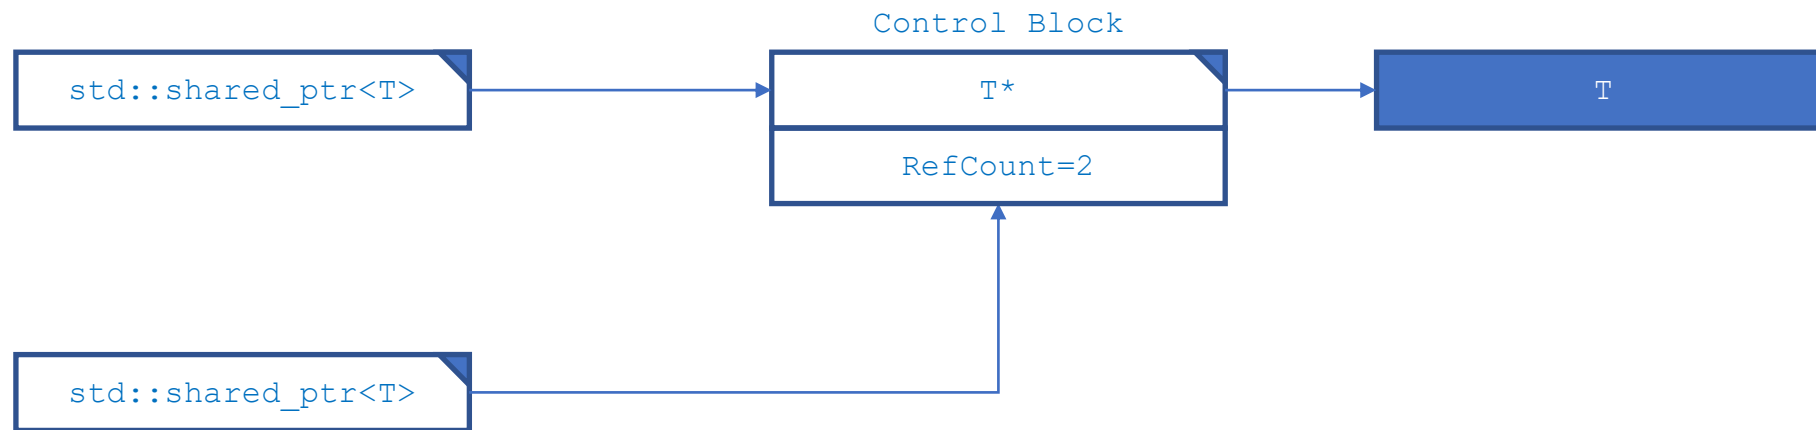 Control Block
std::shared_ptr<T>
T*
T
RefCount=2
std::shared_ptr<T>